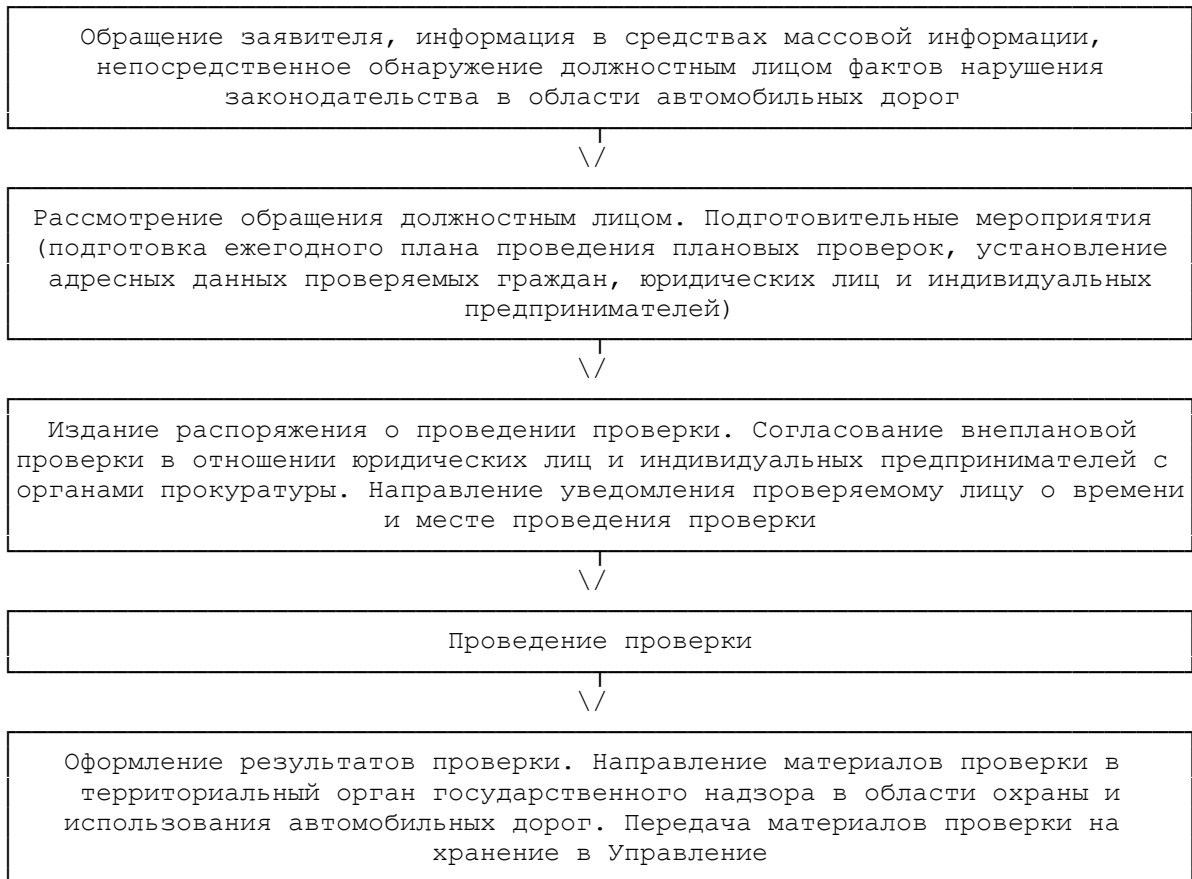 Обращение заявителя, информация в средствах массовой информации,
непосредственное обнаружение должностным лицом фактов нарушения
законодательства в области автомобильных дорог
\/
Рассмотрение обращения должностным лицом. Подготовительные мероприятия
(подготовка ежегодного плана проведения плановых проверок, установление
адресных данных проверяемых граждан, юридических лиц и индивидуальных
предпринимателей)
\/
Издание распоряжения о проведении проверки. Согласование внеплановой
проверки в отношении юридических лиц и индивидуальных предпринимателей с
органами прокуратуры. Направление уведомления проверяемому лицу о времени
и месте проведения проверки
\/
Проведение проверки
\/
Оформление результатов проверки. Направление материалов проверки в
территориальный орган государственного надзора в области охраны и
использования автомобильных дорог. Передача материалов проверки на
хранение в Управление